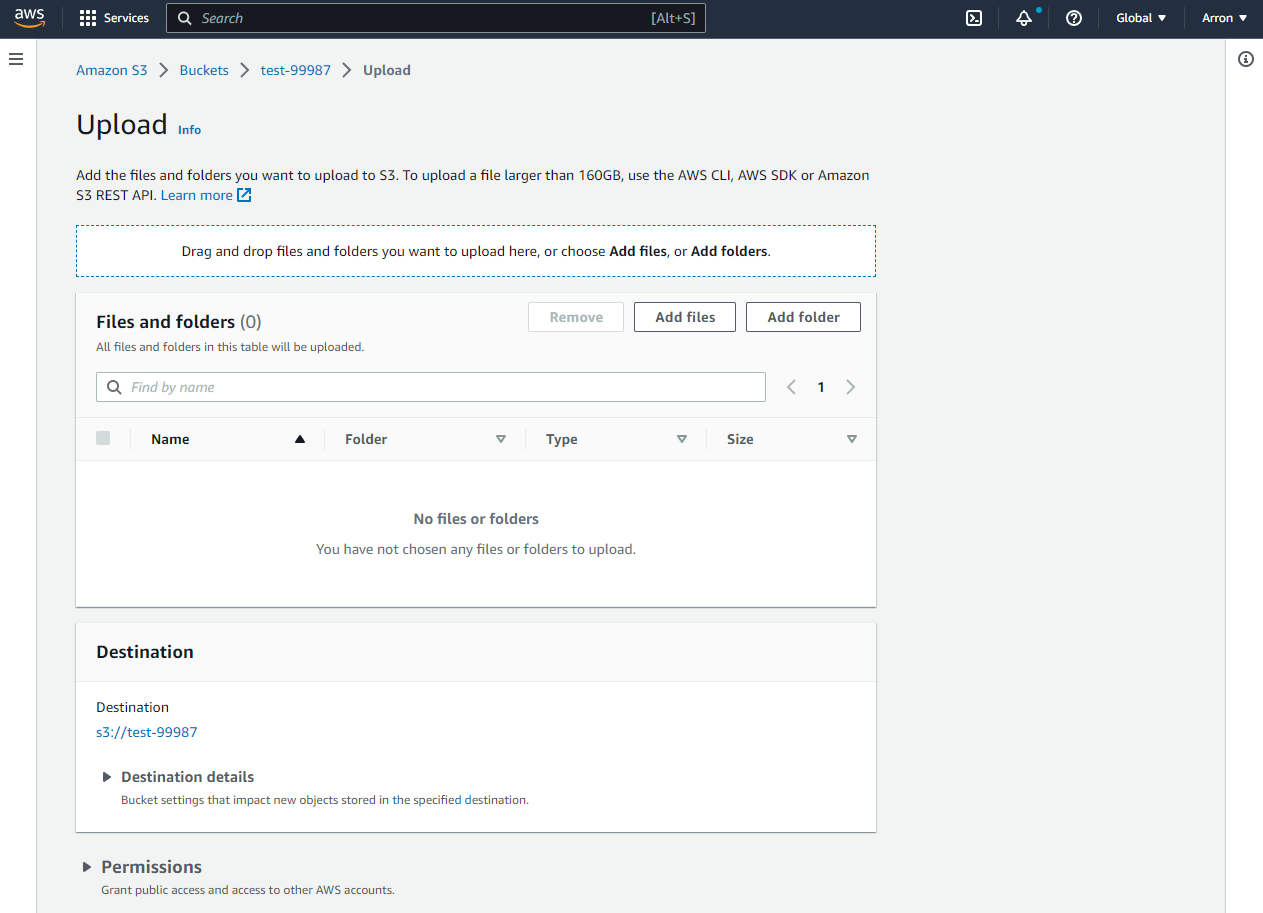 aws Services Search [Alt+S] Global Arron
Amazon S3 Buckets test-99987 Upload
Upload Info
Add the files and folders you want to upload to S3. To upload a file larger than 160GB, use the AWS CLI, AWS SDK or Amazon
S3 REST API. Learn more
Drag and drop files and folders you want to upload here, or choose Add files, or Add folders.
Files and folders (0) Remove Add files Add folder
All files and folders in this table will be uploaded.
Find by name 1
Name Folder Type Size
No files or folders
You have not chosen any files or folders to upload.
Destination
Destination
s3://test-99987
Destination details
Bucket settings that impact new objects stored in the specified destination.
Permissions
Grant public access and access to other AWS accounts.